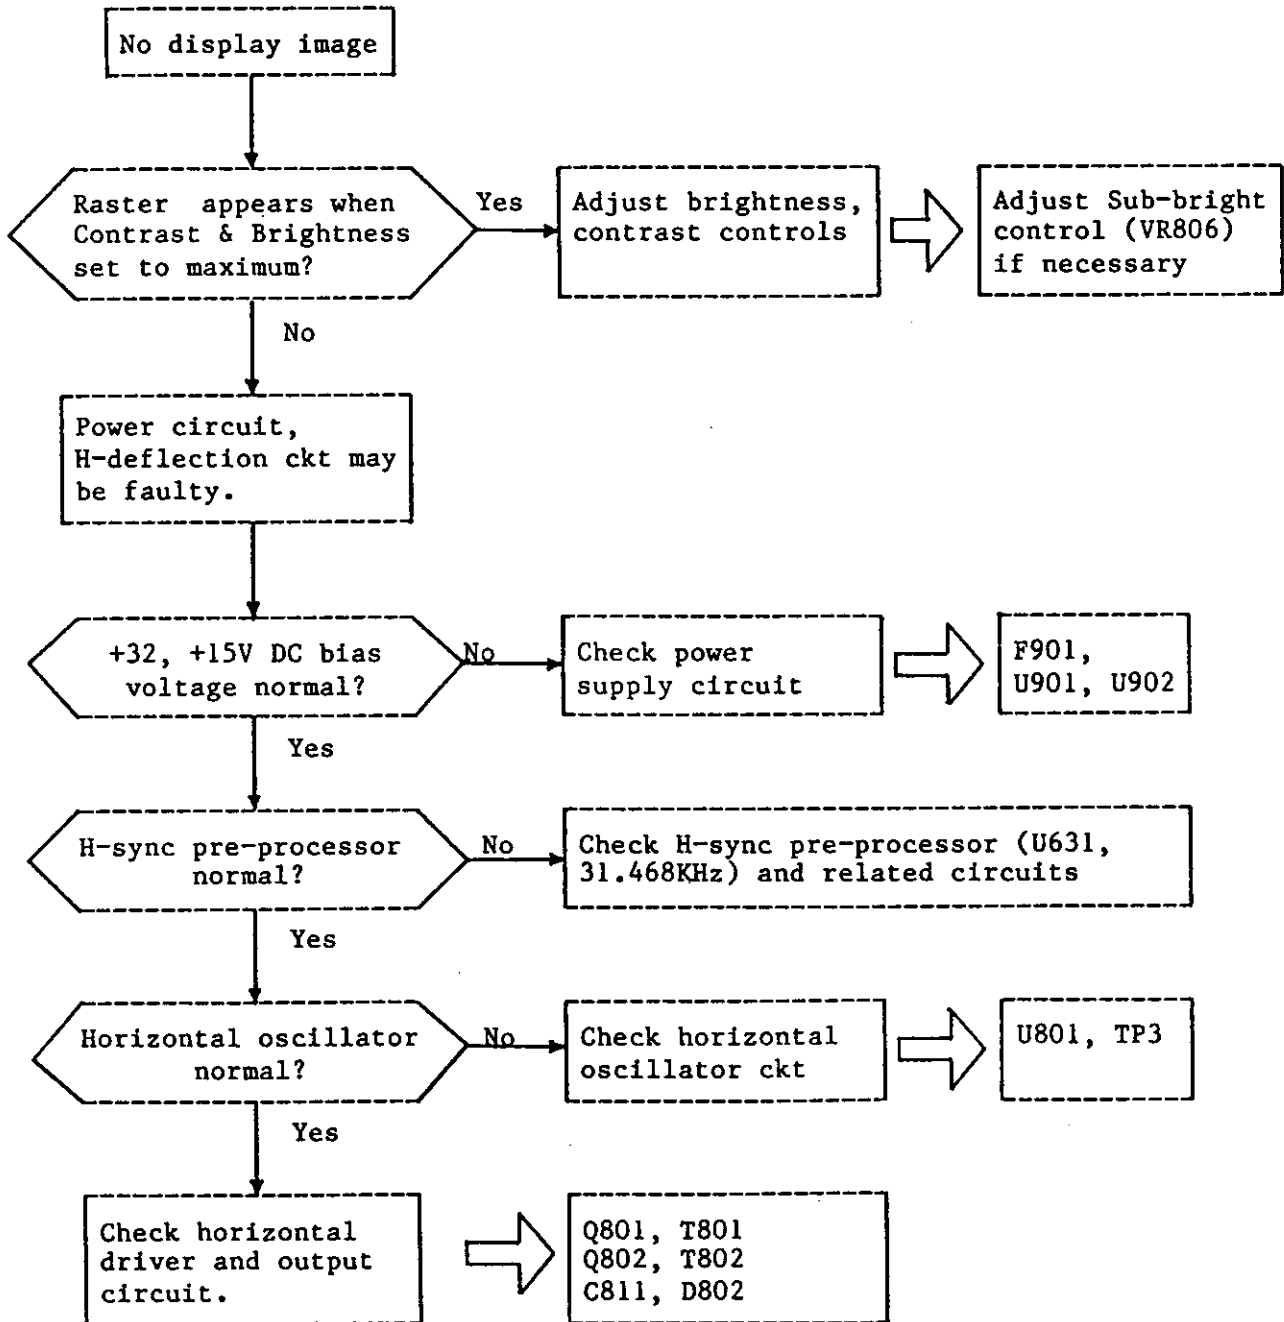 No display image
Raster appears when
Contrast & Brightness
set to maximum?
Yes
Adjust brightness,
contrast controls
Adjust Sub-bright
control (VR806)
if necessary
No
Power circuit,
H-deflection ckt may
be faulty.
+32, +15V DC bias
voltage normal?
No
Check power
supply circuit
F901,
U901, U902
Yes
H-sync pre-processor
normal?
No
Check H-sync pre-processor (U631,
31.468KHz) and related circuits
Yes
Horizontal oscillator
normal?
No
Check horizontal
oscillator ckt
U801, TP3
Yes
Check horizontal
driver and output
circuit.
Q801, T801
Q802, T802
C811, D802